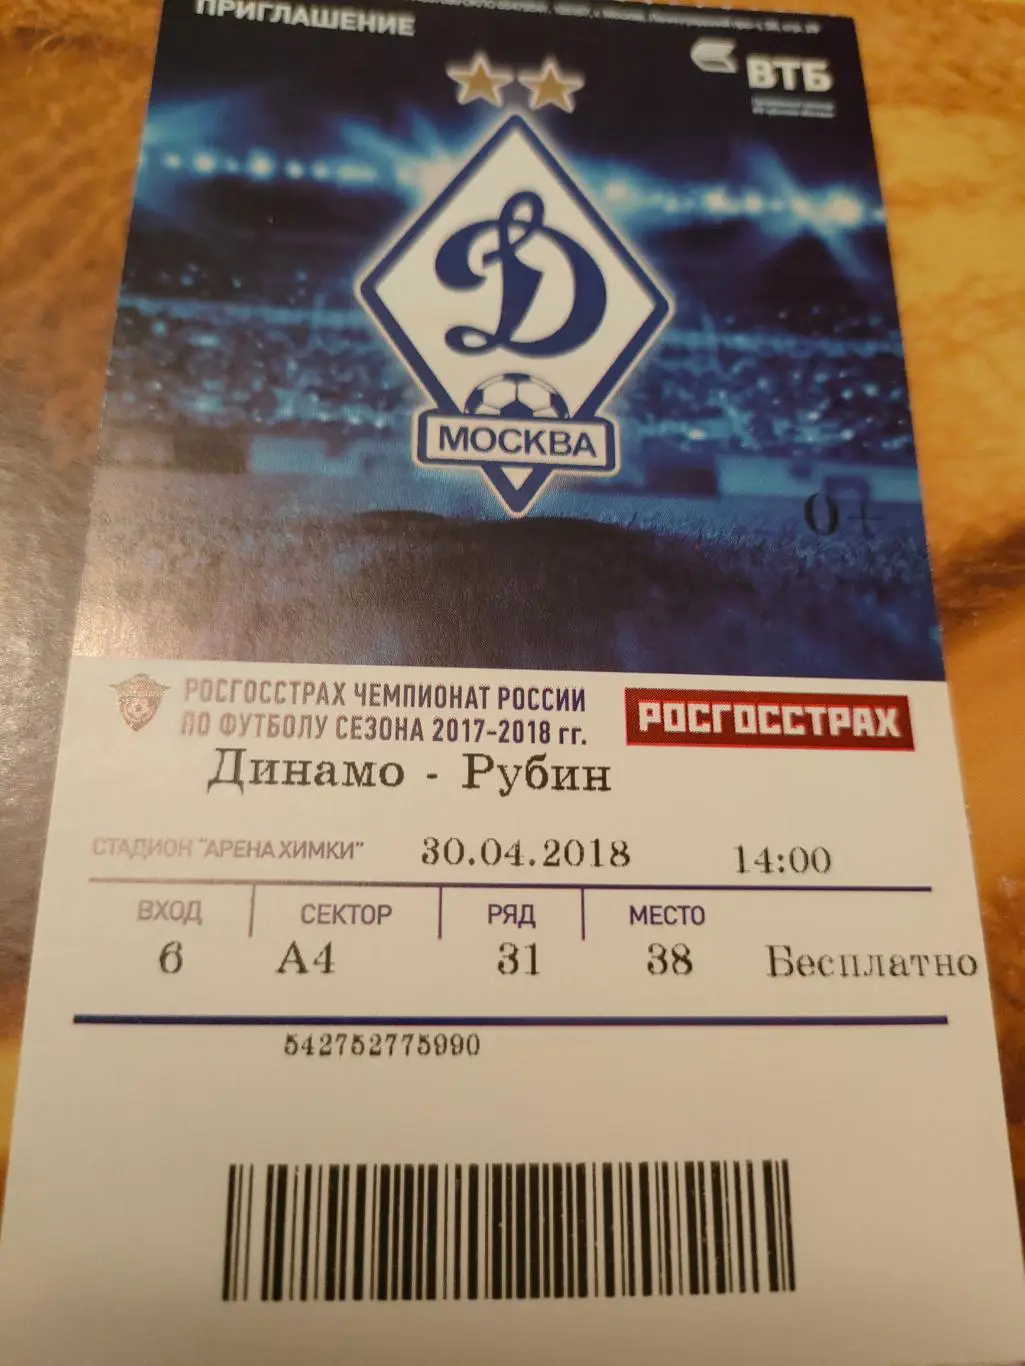 ПРИГЛАШЕНИЕ
ВТБ
МОСКВА
0+
РОСГОССТРАХ ЧЕМПИОНАТ РОССИИ
ПО ФУТБОЛУ СЕЗОНА 2017-2018 гг.
РОСГОССТРАХ
Динамо - Рубин
СТАДИОН "АРЕНА ХИМКИ" 30.04.2018 14:00
ВХОД СЕКТОР РЯД МЕСТО
6 А4 31 38 Бесплатно
542752775990